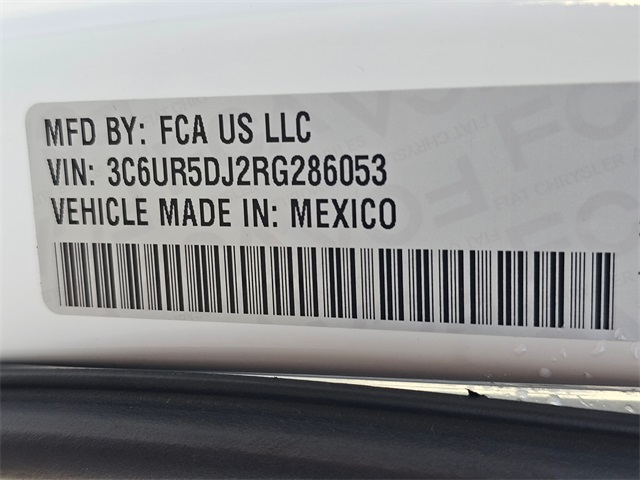 MFD BY: FCA US LLC
VIN: 3C6UR5DJ2RG286053
VEHICLE MADE IN: MEXICO